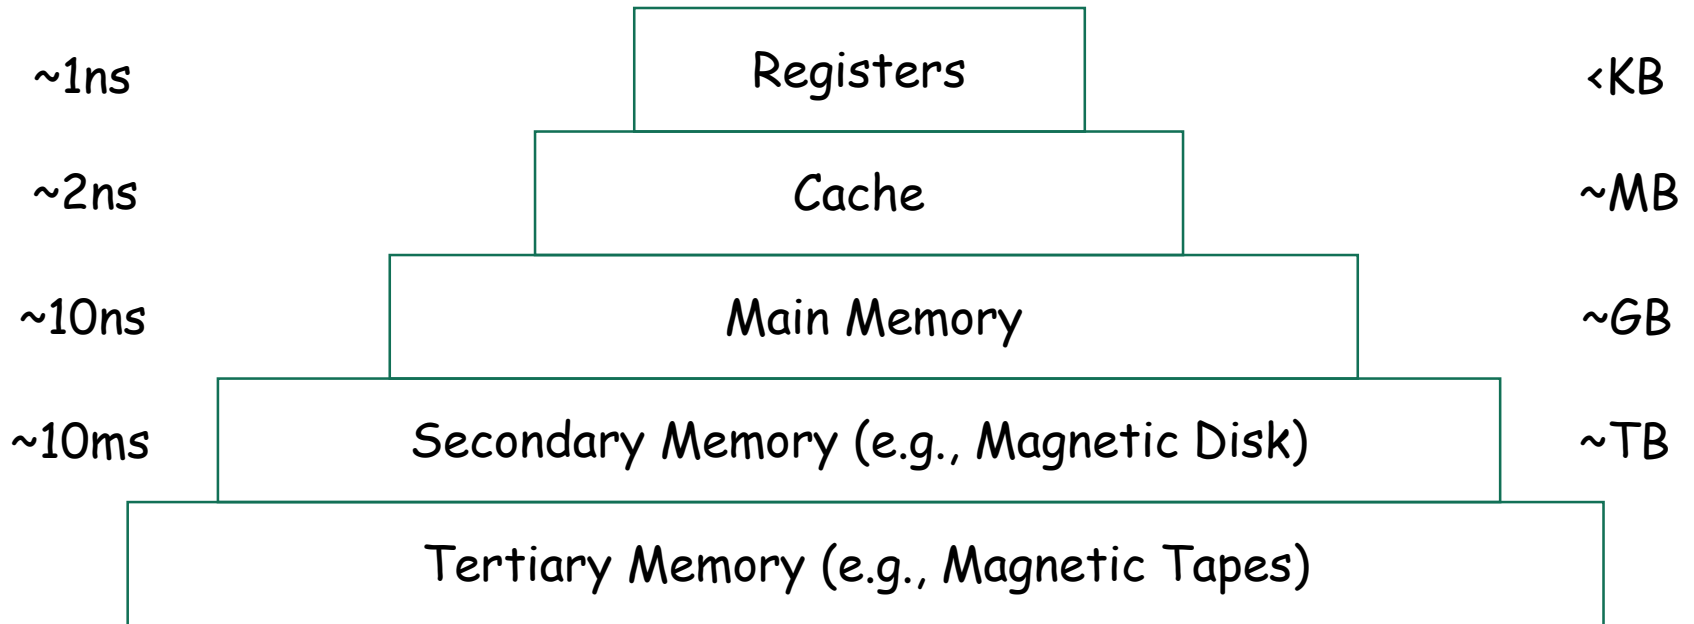 ~1ns
Registers
<KB
~2ns
Cache
~MB
~10ns
Main Memory
~GB
~10ms
Secondary Memory (e.g., Magnetic Disk)
~TB
Tertiary Memory (e.g., Magnetic Tapes)